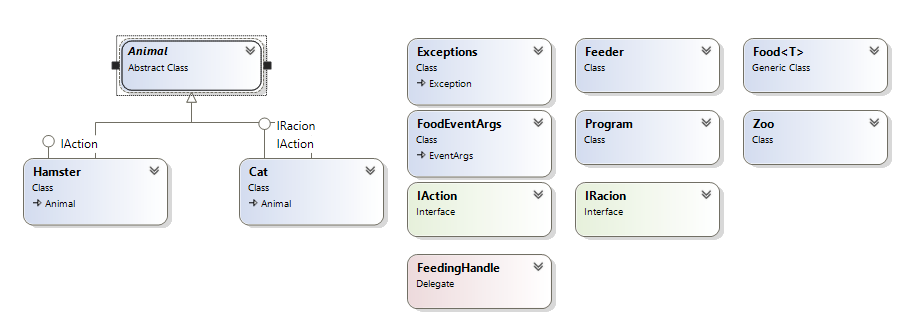 Animal
Abstract Class
IAction
Hamster
Class
Animal
IRacion
IAction
Cat
Class
Animal
Exceptions
Class
Exception
Feeder
Class
Food<T>
Generic Class
FoodEventArgs
Class
EventArgs
Program
Class
Zoo
Class
IAction
Interface
IRacion
Interface
FeedingHandle
Delegate